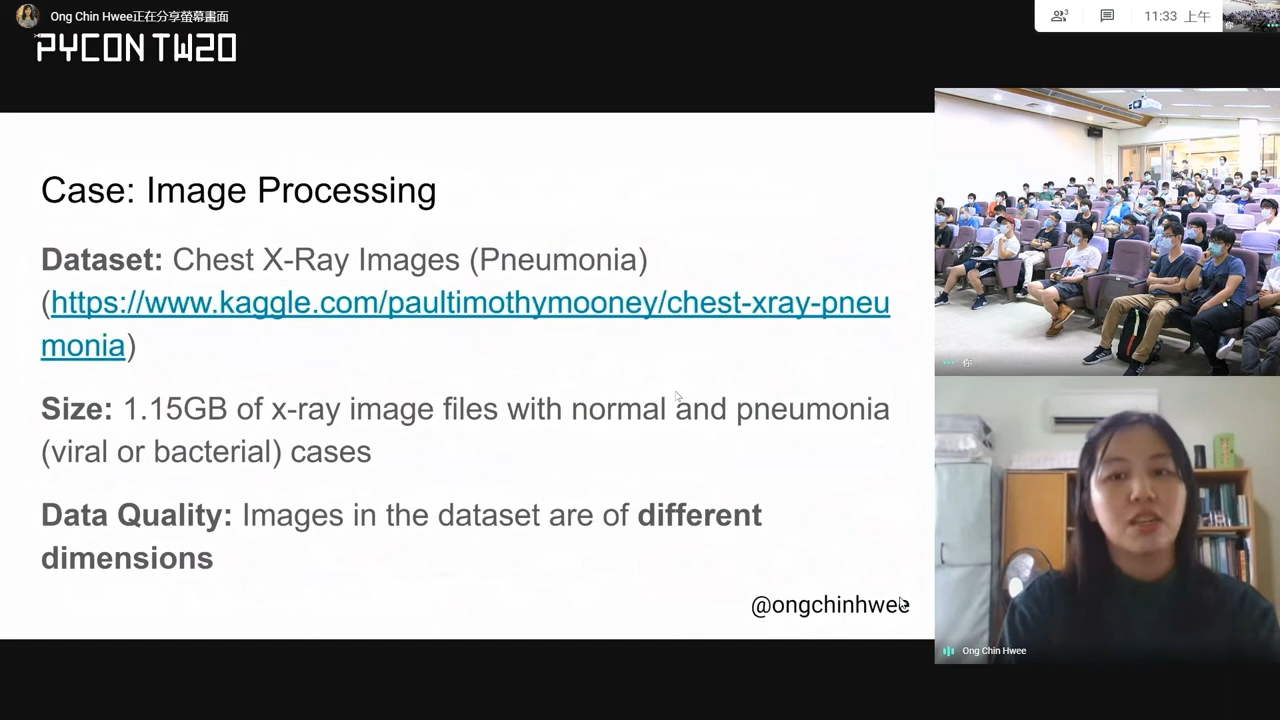 Ong Chin Hwee正在分享螢幕畫面
PYCON TW20
3
11:33 上午
你
Case: Image Processing
Dataset: Chest X-Ray Images (Pneumonia)
(https://www.kaggle.com/paultimothymooney/chest-xray-pneu
monia)
Size: 1.15GB of x-ray image files with normal and pneumonia
(viral or bacterial) cases
Data Quality: Images in the dataset are of different
dimensions
@ongchinhwee
你
Ong Chin Hwee